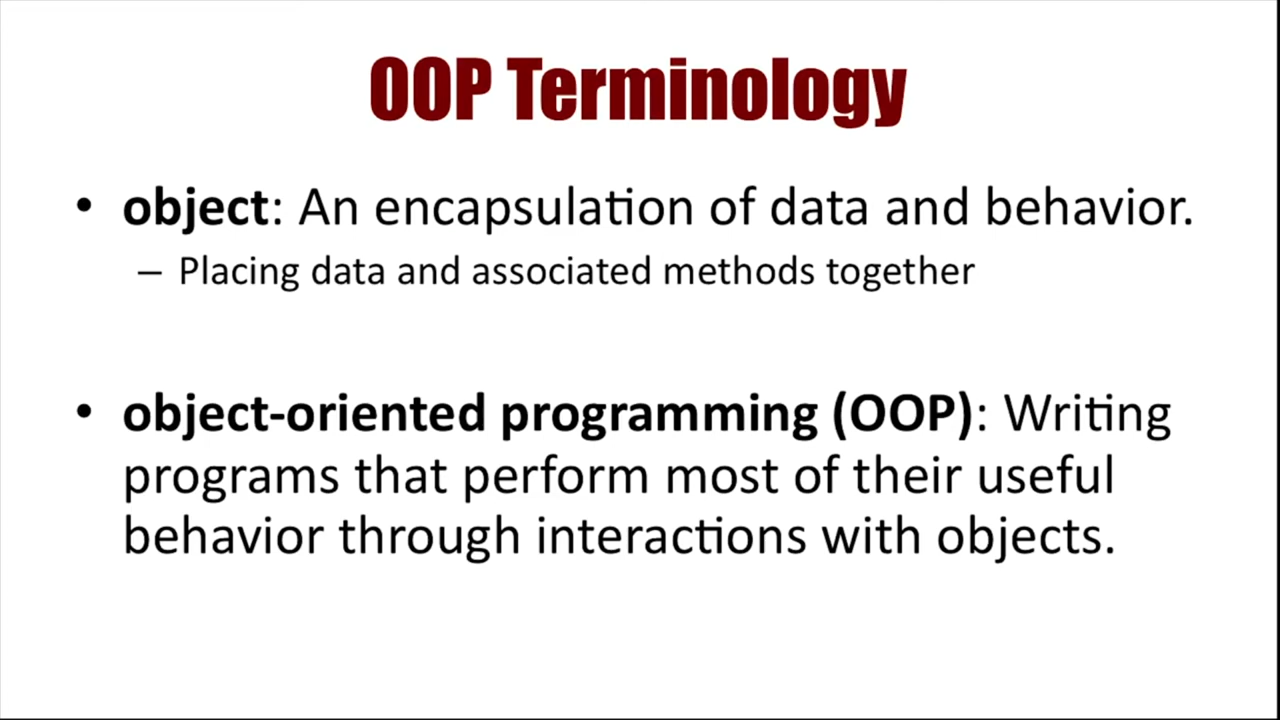 OOP Terminology
• object: An encapsulation of data and behavior.
– Placing data and associated methods together
• object-oriented programming (OOP): Writing
programs that perform most of their useful
behavior through interactions with objects.